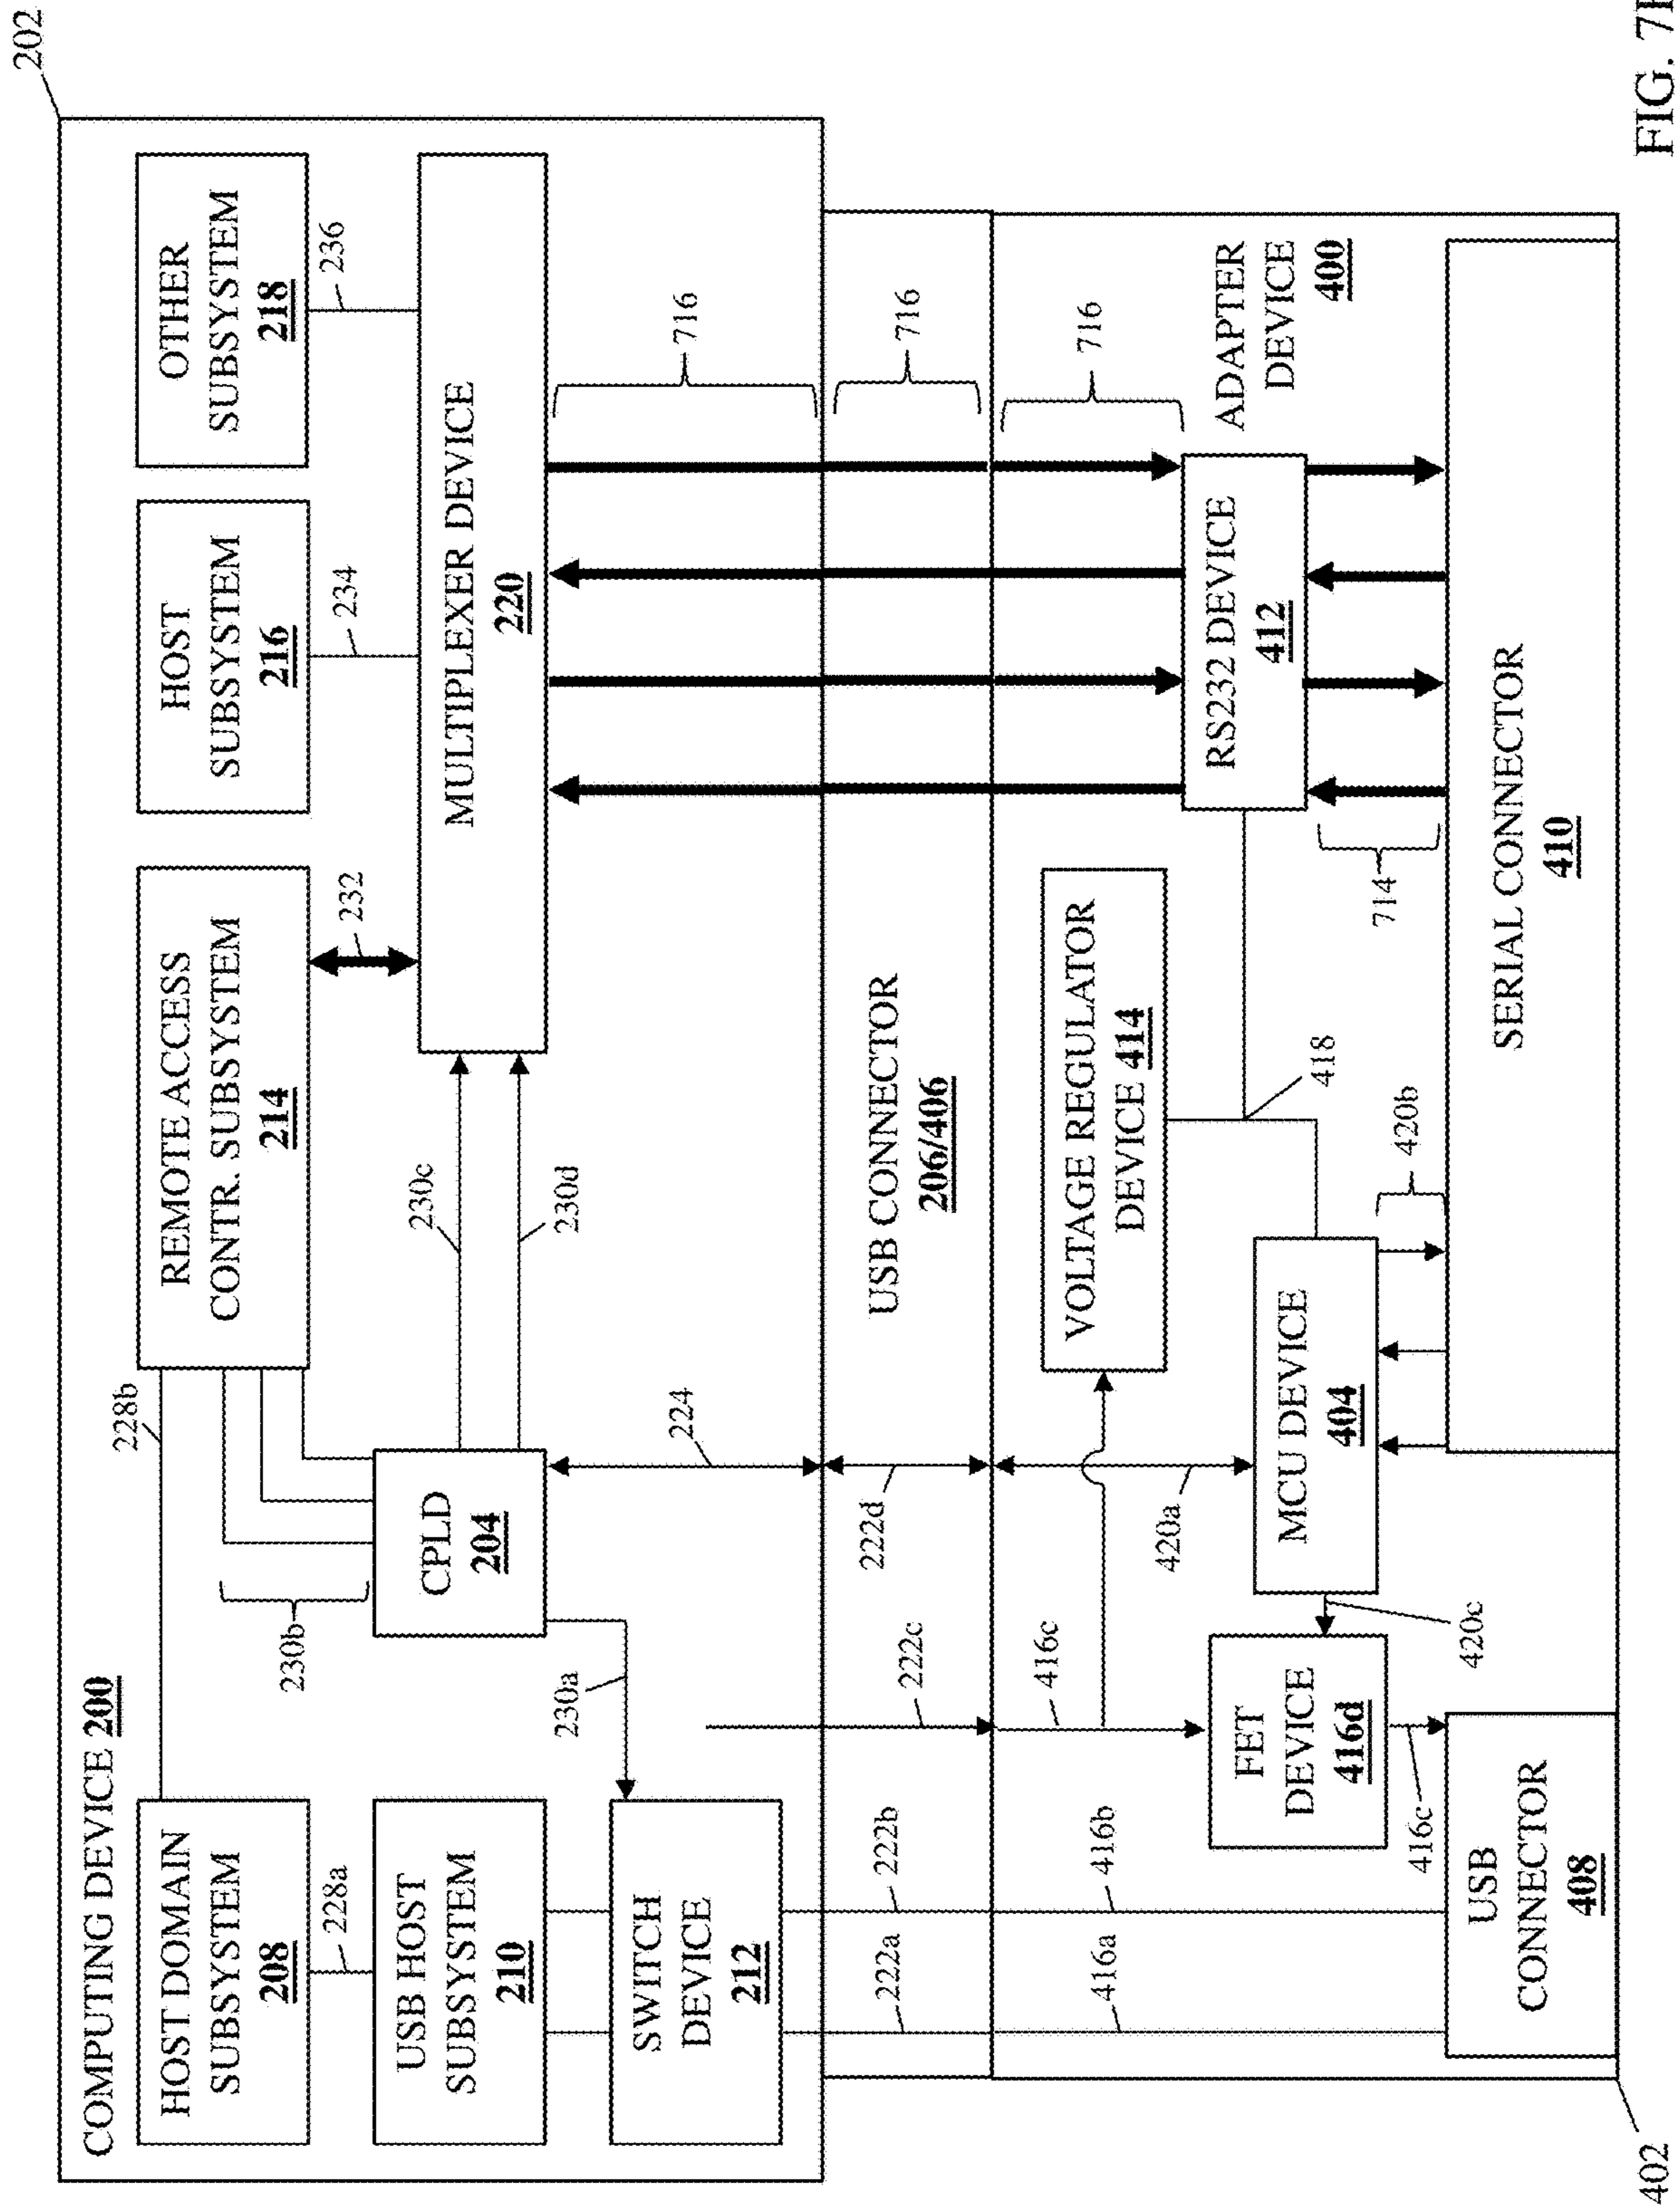 202
COMPUTING DEVICE 200
HOST DOMAIN
SUBSYSTEM
208
228b
REMOTE ACCESS
CONTR. SUBSYSTEM
214
HOST
SUBSYSTEM
216
OTHER
SUBSYSTEM
218
228a
230b
232
234
236
USB HOST
SUBSYSTEM
210
CPLD
204
230c
230d
MULTIPLEXER DEVICE
220
230a
SWITCH
DEVICE
212
224
716
222a
222b
222c
222d
USB CONNECTOR
206/406
716
416a
416b
416c
420a
VOLTAGE REGULATOR
DEVICE 414
716
ADAPTER
DEVICE
400
RS232 DEVICE
412
418
FET
DEVICE
416d
MCU DEVICE
404
420c
416c
420b
714
USB
CONNECTOR
408
SERIAL CONNECTOR
410
402
FIG.